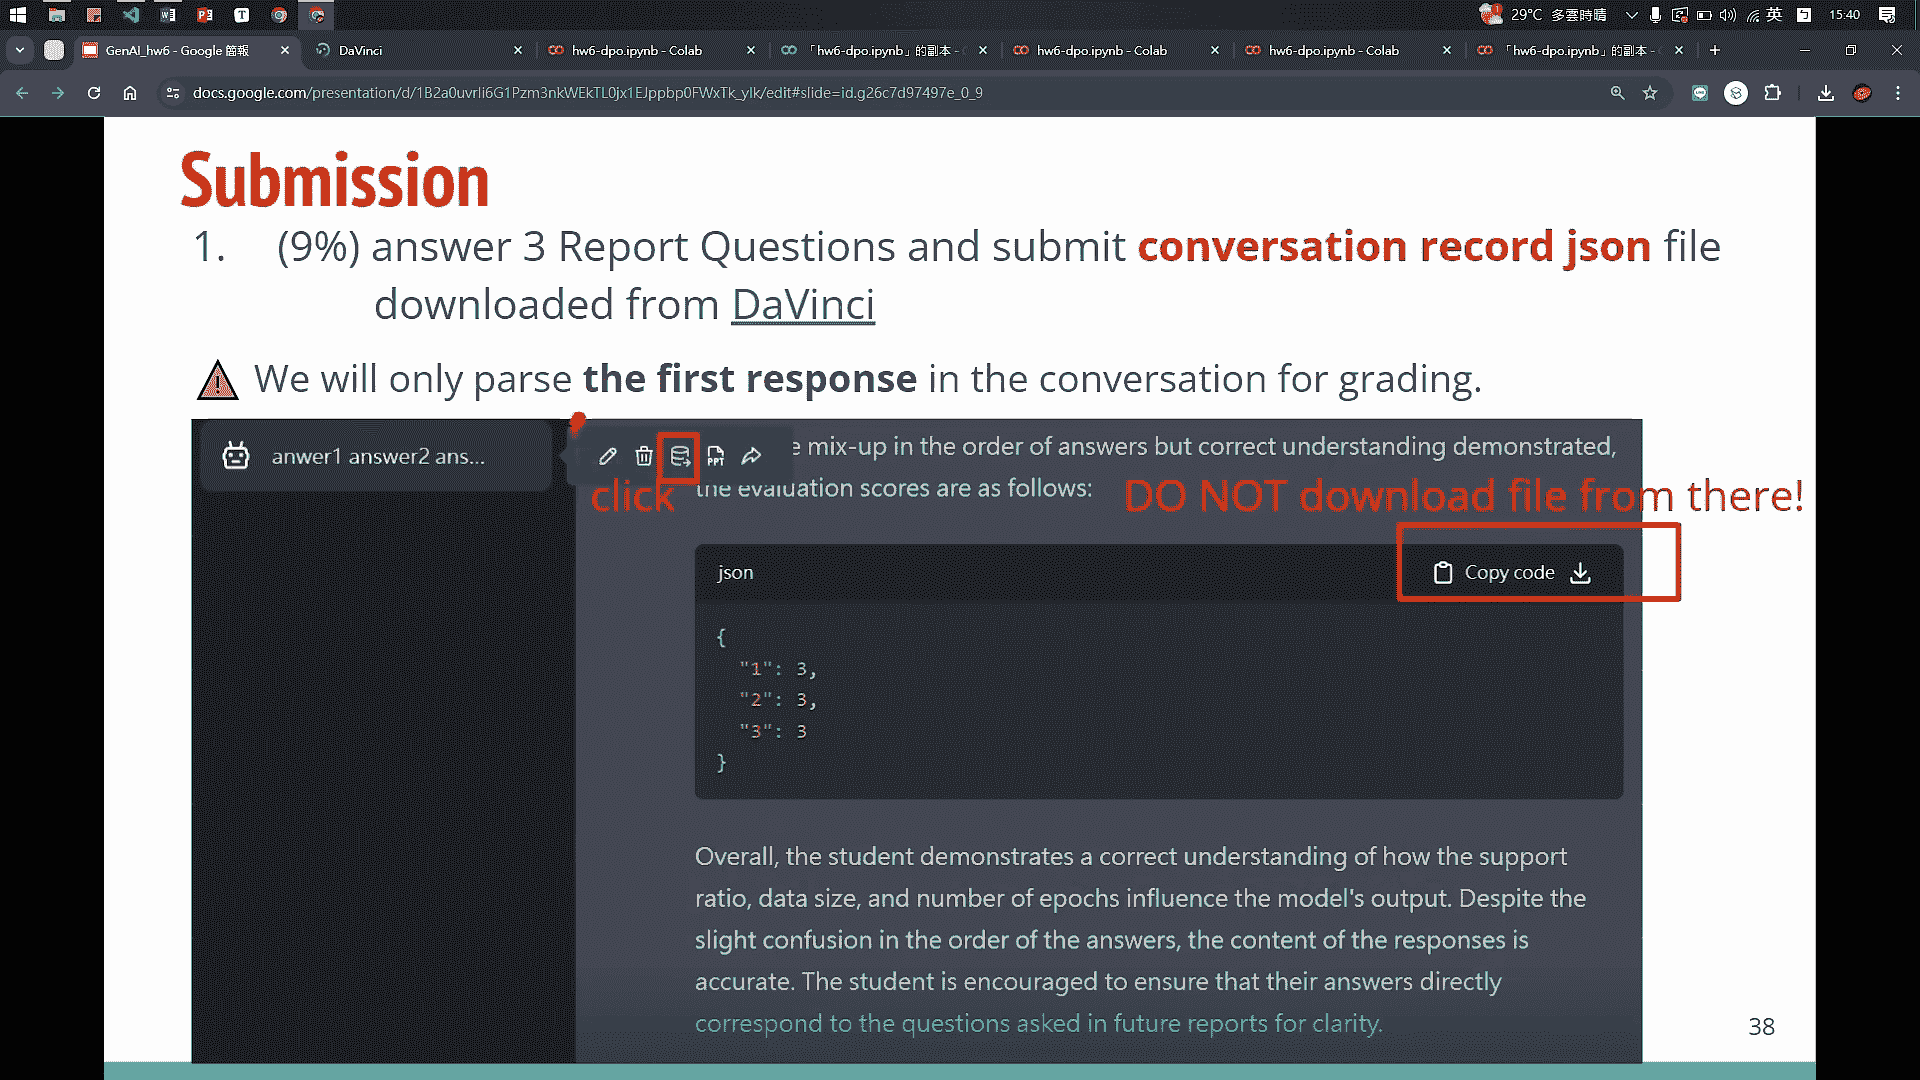 29°C 多雲時晴
英
15:40
GenAI_hw6 - Google 簡報
DaVinci
hw6-dpo.ipynb - Colab
「hw6-dpo.ipynb」的副本 -
hw6-dpo.ipynb - Colab
hw6-dpo.ipynb - Colab
「hw6-dpo.ipynb」的副本 -
docs.google.com/presentation/d/1B2a0uvrli6G1Pzm3nkWEkTL0jx1EJppbp0FWxTk_ylk/edit#slide=id.g26c7d97497e_0_9
Submission
1. (9%) answer 3 Report Questions and submit conversation record json file
downloaded from DaVinci
We will only parse the first response in the conversation for grading.
anwer1 answer2 ans...
PPT
e mix-up in the order of answers but correct understanding demonstrated,
click
the evaluation scores are as follows:
DO NOT download file from there!
json
Copy code
{
"1": 3,
"2": 3,
"3": 3
}
Overall, the student demonstrates a correct understanding of how the support
ratio, data size, and number of epochs influence the model's output. Despite the
slight confusion in the order of the answers, the content of the responses is
accurate. The student is encouraged to ensure that their answers directly
correspond to the questions asked in future reports for clarity.
38